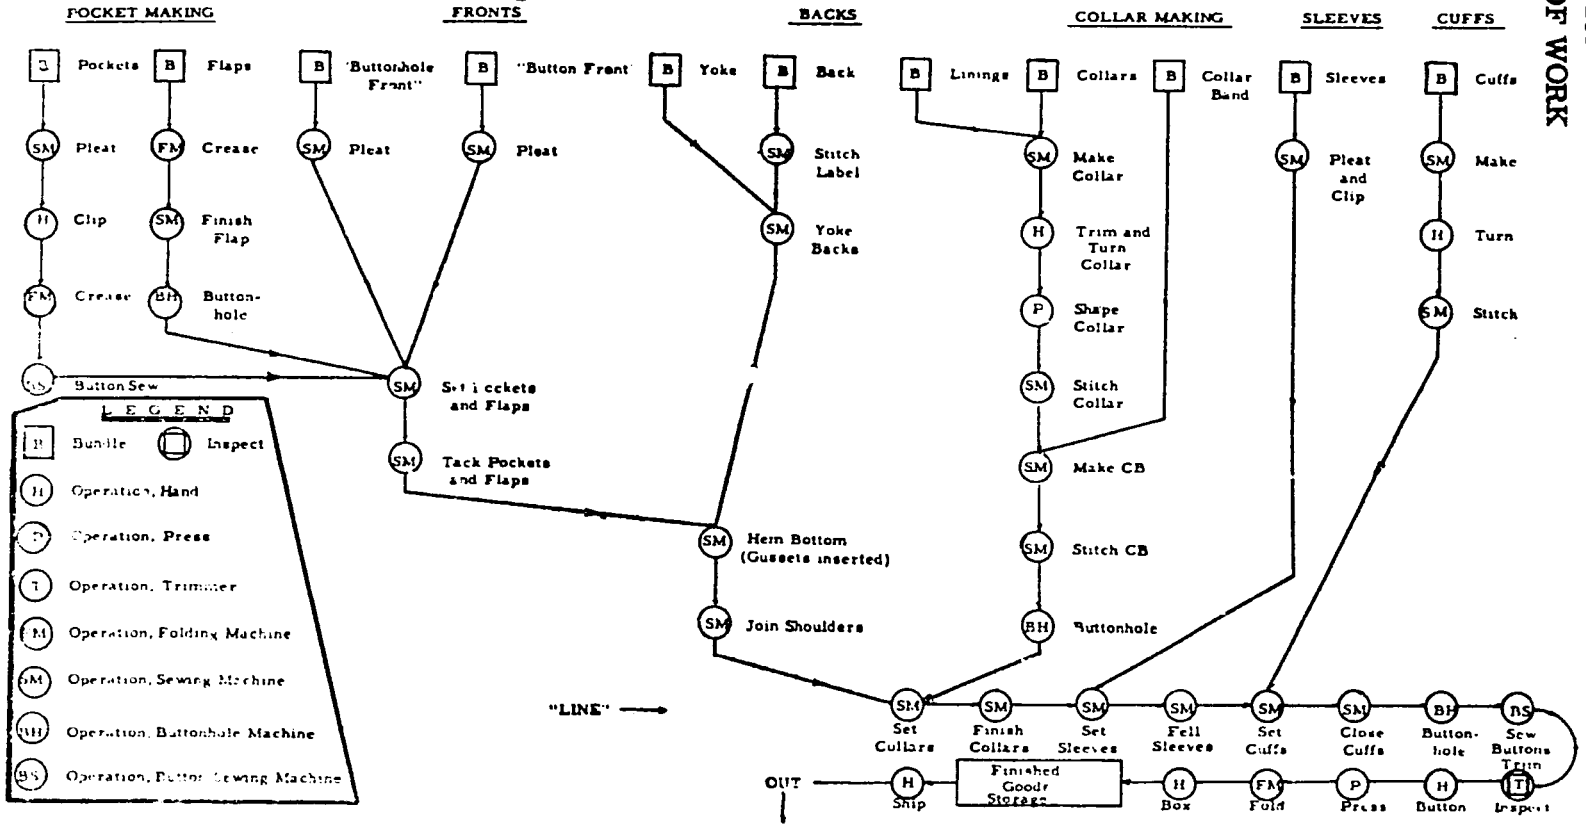 POCKET MAKING
FRONTS
BACKS
COLLAR MAKING
SLEEVES
CUFFS
OF WORK
B Pockets
B Flaps
B "Buttonhole
Front"
B "Button Front"
B Yoke
B Back
B Linings
B Collars
B Collar
Band
B Sleeves
B Cuffs
SM Pleat
FM Crease
SM Pleat
SM Pleat
SM Stitch
Label
SM Make
Collar
SM Pleat
and
Clip
SM Make
H Clip
SM Finish
Flap
SM Yoke
Backs
H Trim and
Turn
Collar
H Turn
FM Crease
BH Button-
hole
P Shape
Collar
SM Stitch
BS Button Sew
SM Set Pockets
and Flaps
SM Stitch
Collar
SM Tack Pockets
and Flaps
SM Make CB
SM Hem Bottom
(Gussets inserted)
SM Stitch CB
SM Join Shoulders
BH Buttonhole
LEGEND
B Bundle
Inspect
H Operation, Hand
P Operation, Press
T Operation, Trimmer
FM Operation, Folding Machine
SM Operation, Sewing Machine
BH Operation, Buttonhole Machine
BS Operation, Button Sewing Machine
"LINE"
SM Set
Collars
SM Finish
Collars
SM Set
Sleeves
SM Fell
Sleeves
SM Set
Cuffs
SM Close
Cuffs
BH Button-
hole
BS Sew
Buttons
Trim
T Inspect
H Button
P Press
FM Fold
H Box
Finished
Goods
Storage
H Ship
OUT